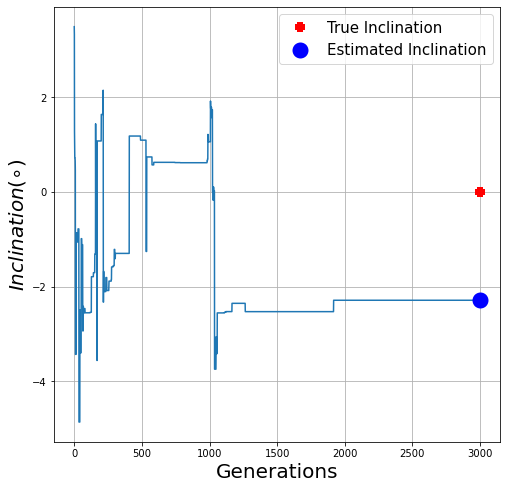 True Inclination
Estimated Inclination
Inclination(∘)
2
0
−2
−4
0 500 1000 1500 2000 2500 3000
Generations